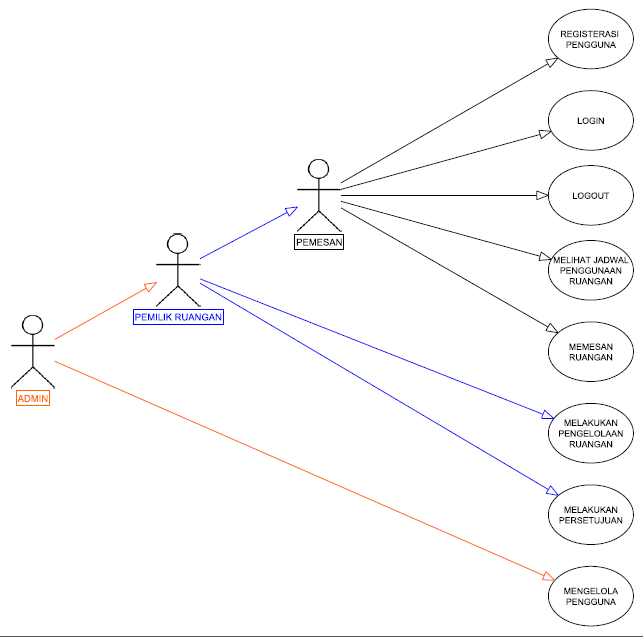 REGISTERASI
PENGGUNA
LOGIN
LOGOUT
PEMESAN
MELIHAT JADWAL
PENGGUNAAN
RUANGAN
PEMILIK RUANGAN
MEMESAN
RUANGAN
ADMIN
MELAKUKAN
PENGELOLAAN
RUANGAN
MELAKUKAN
PERSETUJUAN
MENGELOLA
PENGGUNA